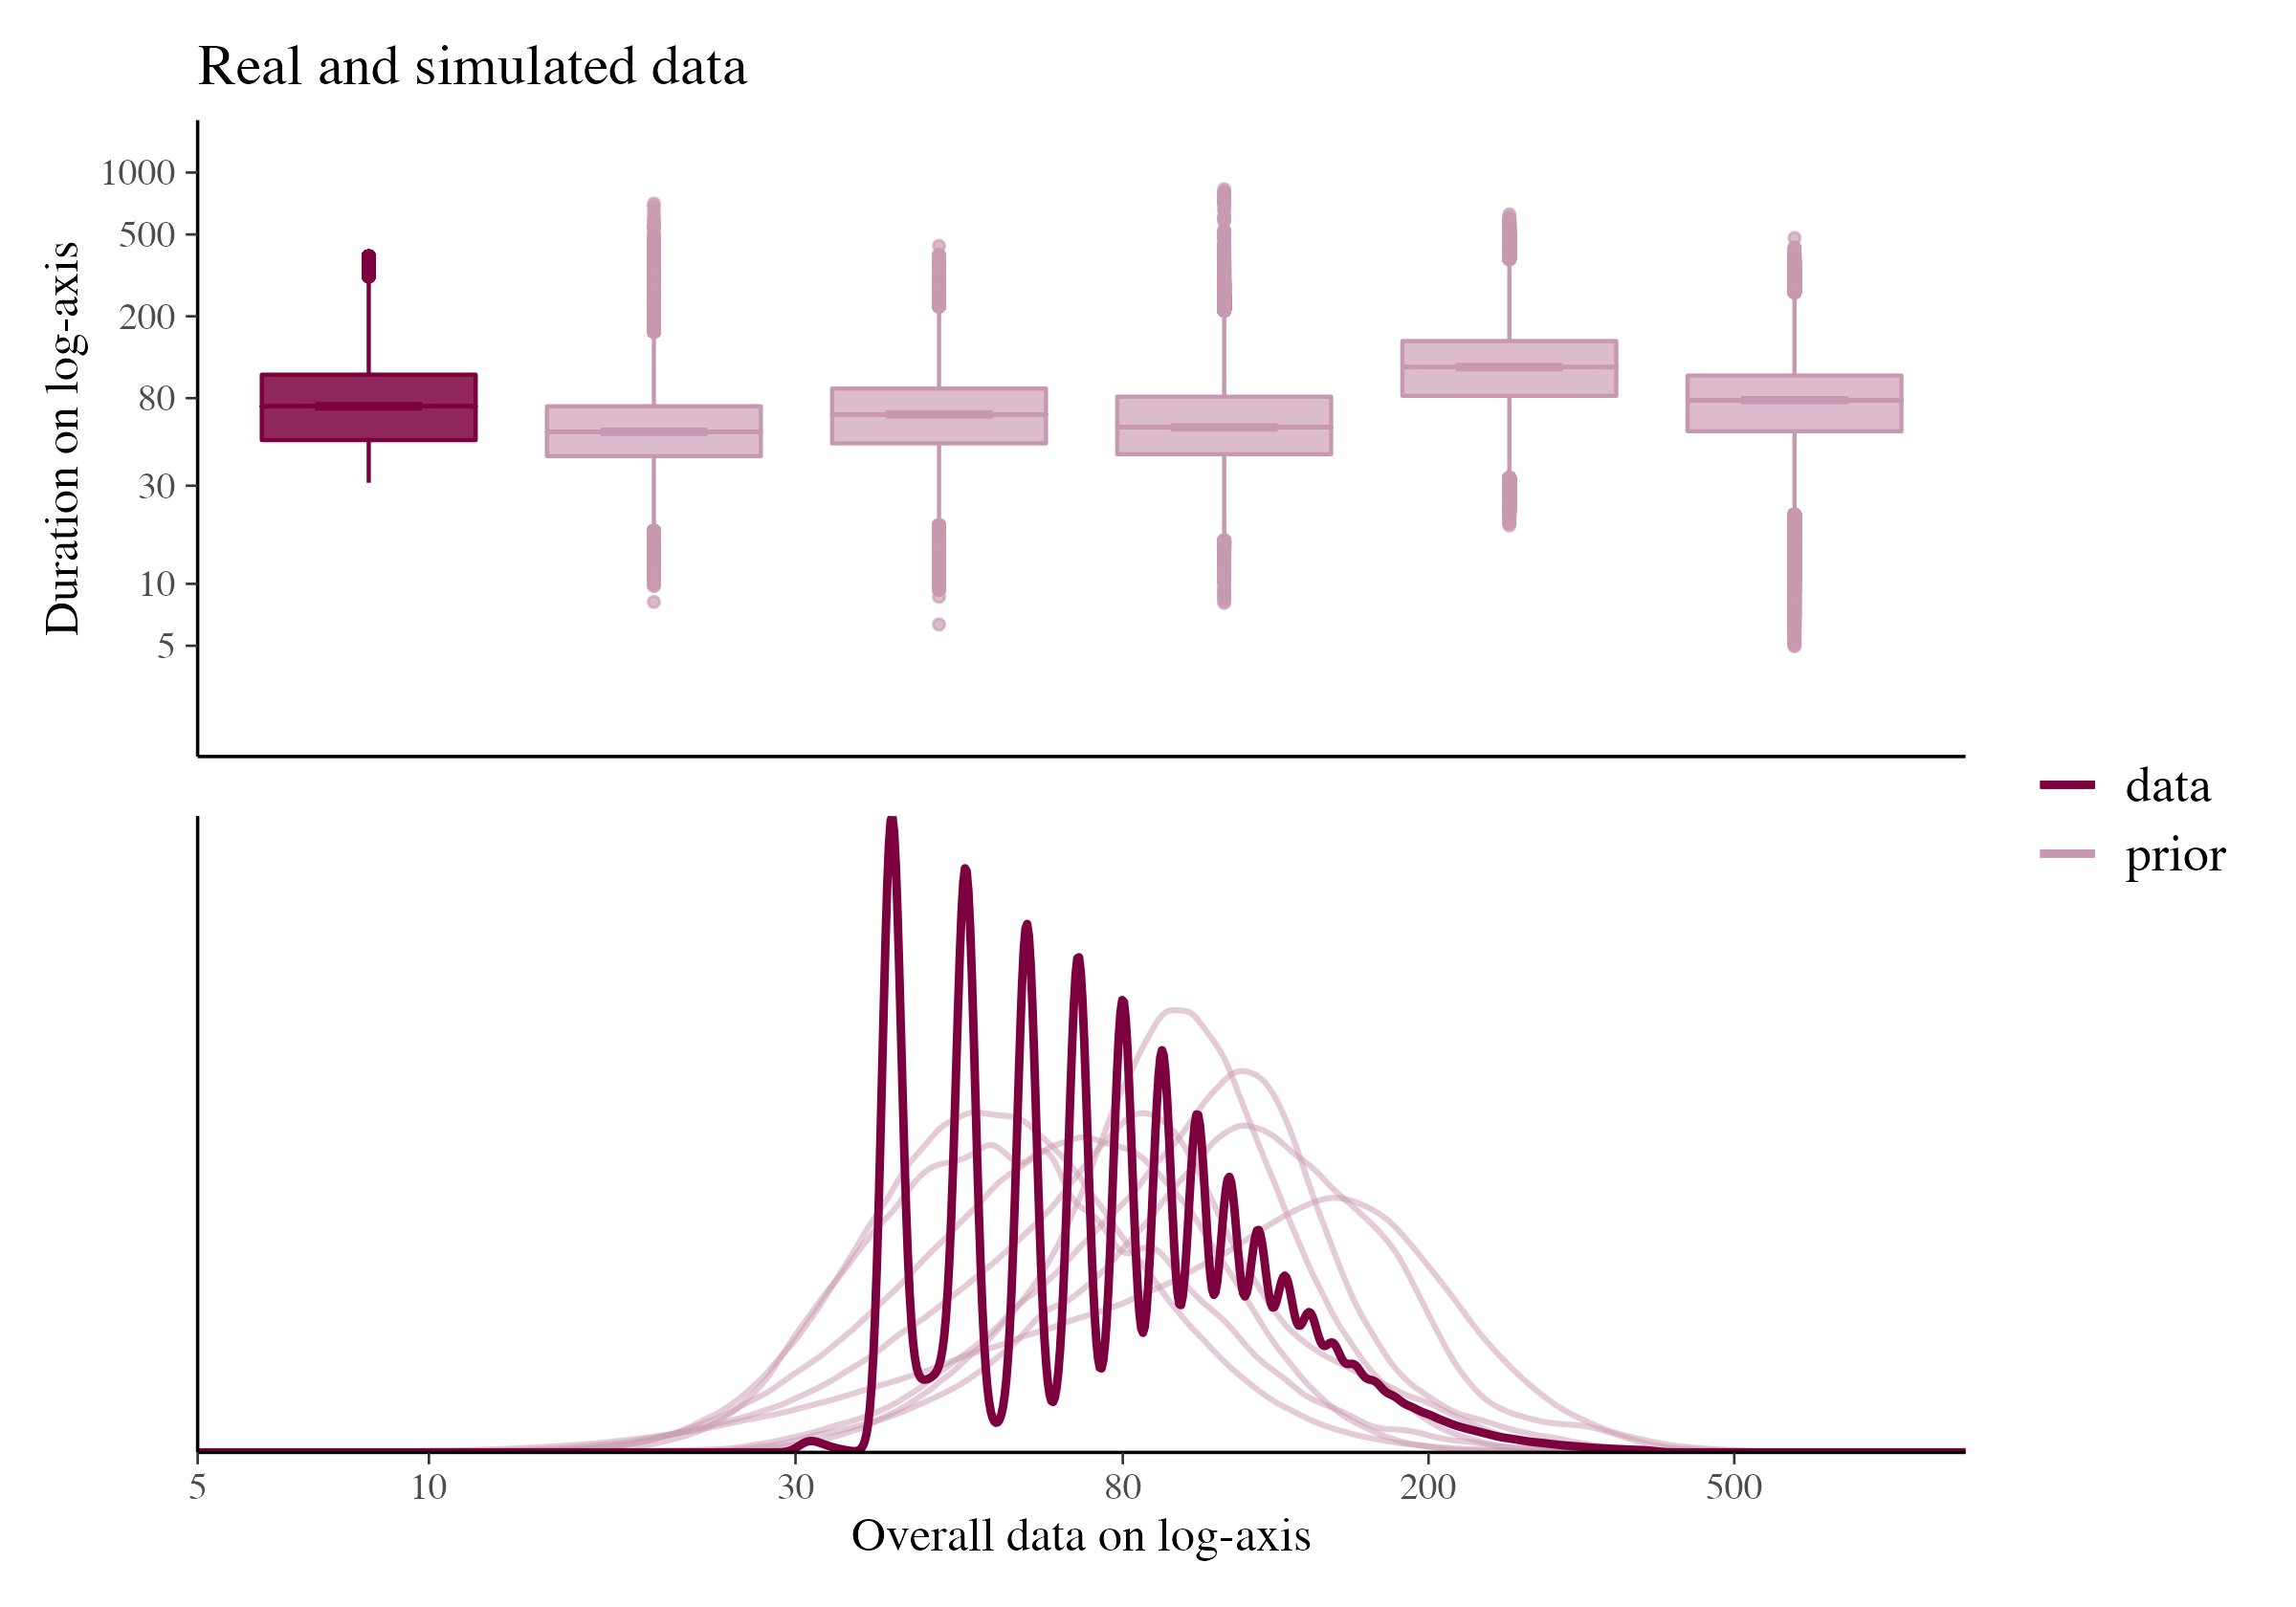 Real and simulated data
Duration on log-axis
1000
500
200
80
30
10
5
data
prior
5 10 30 80 200 500
Overall data on log-axis